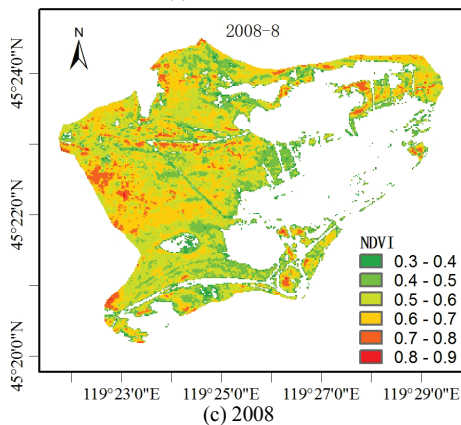 2008-8
N
45°24'0"N
45°22'0"N
45°20'0"N
NDVI
0.3 - 0.4
0.4 - 0.5
0.5 - 0.6
0.6 - 0.7
0.7 - 0.8
0.8 - 0.9
119°23'0"E 119°25'0"E 119°27'0"E 119°29'0"E
(c) 2008